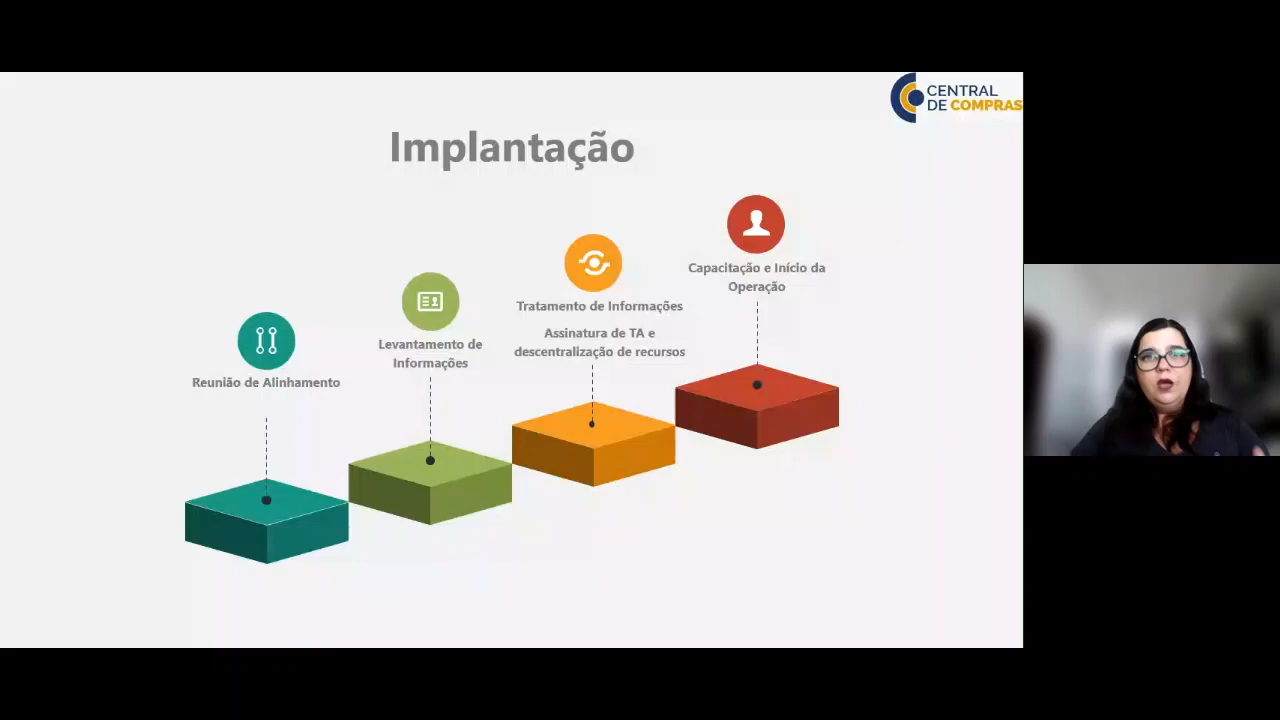 CENTRAL
DE COMPRAS
Implantação
Reunião de Alinhamento
Levantamento de
Informações
Tratamento de Informações
Assinatura de TA e
descentralização de recursos
Capacitação e Início da
Operação